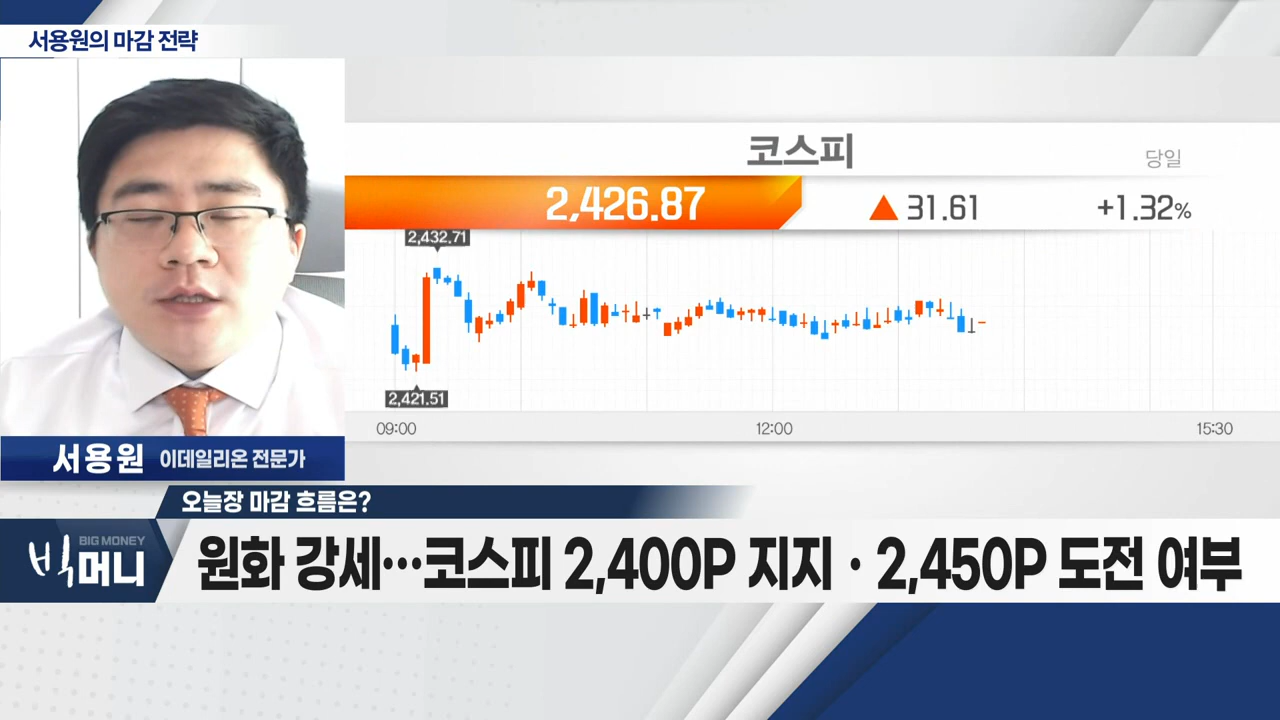 서용원의 마감 전략
코스피
당일
2,426.87
▲ 31.61
+1.32%
2,432.71
2,421.51
09:00
12:00
15:30
서용원 이데일리온 전문가
오늘장 마감 흐름은?
BIG MONEY
빅머니
원화 강세…코스피 2,400P 지지 · 2,450P 도전 여부